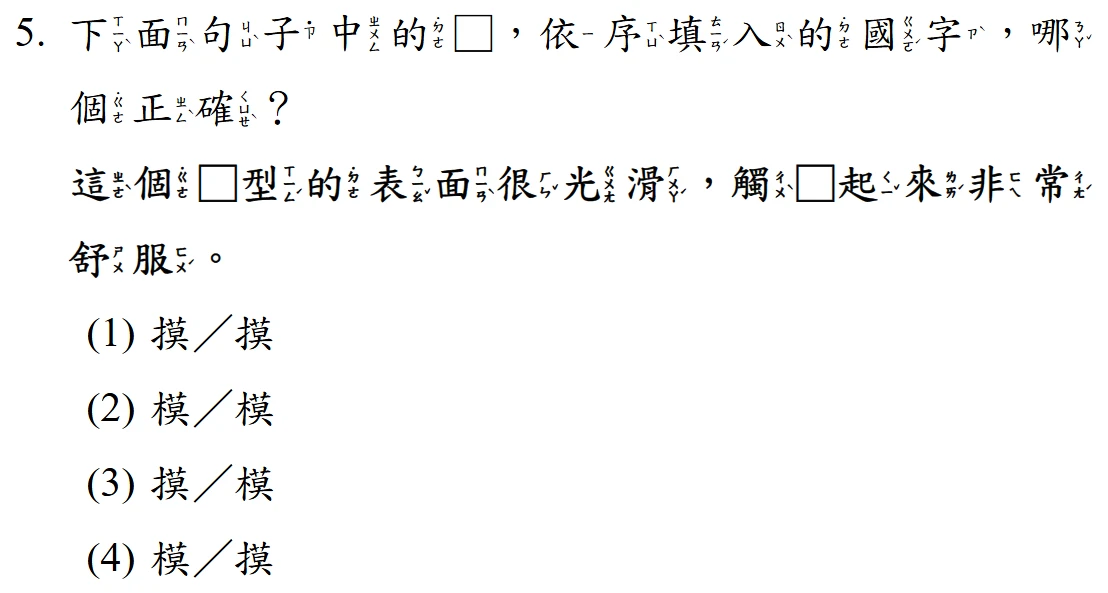 5. 下面句子中的□，依序填入的國字，哪
個正確？
這個□型的表面很光滑，觸□起來非常
舒服。
(1) 摸／摸
(2) 模／模
(3) 摸／模
(4) 模／摸